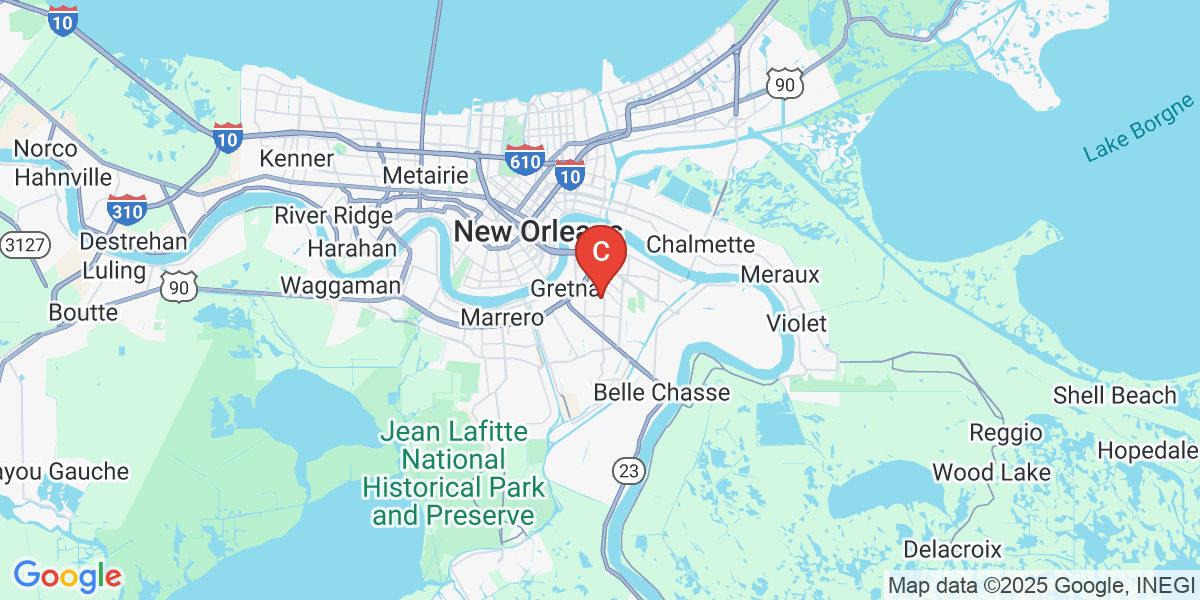 10
90
Lake Borgne
Norco
10
Kenner
610
Hahnville
Metairie
10
310
River Ridge
New Orleans
3127
Destrehan
Harahan
C
Chalmette
Luling
Meraux
90
Waggaman
Gretna
Boutte
Marrero
Violet
Belle Chasse
Shell Beach
Jean Lafitte
National
Historical Park
and Preserve
Reggio
Hopedale
ayou Gauche
23
Wood Lake
Delacroix
Google
Map data ©2025 Google, INEGI